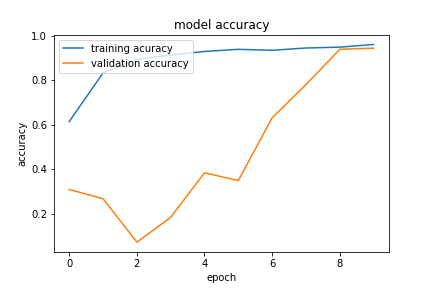 model accuracy
training acuracy
validation accuracy
1.0
0.8
0.6
0.4
0.2
accuracy
0 2 4 6 8
epoch